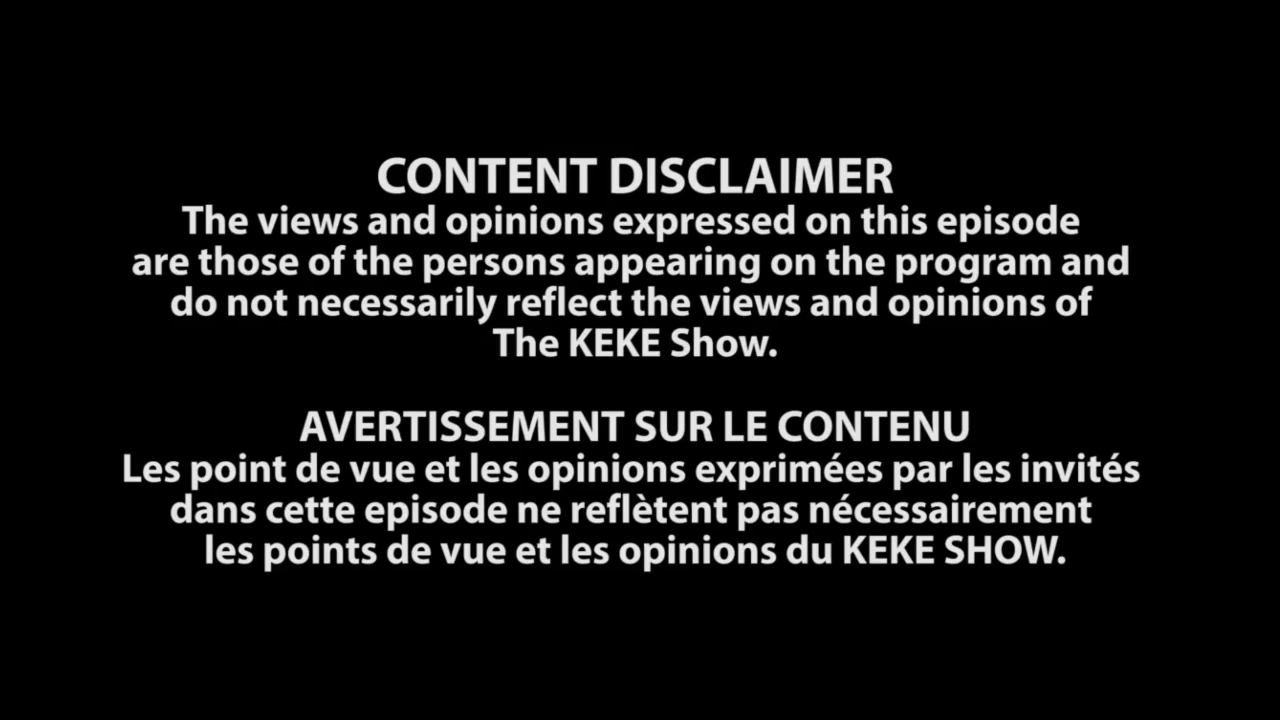 CONTENT DISCLAIMER
The views and opinions expressed on this episode
are those of the persons appearing on the program and
do not necessarily reflect the views and opinions of
The KEKE Show.
AVERTISSEMENT SUR LE CONTENU
Les point de vue et les opinions exprimées par les invités
dans cette episode ne reflètent pas nécessairement
les points de vue et les opinions du KEKE SHOW.